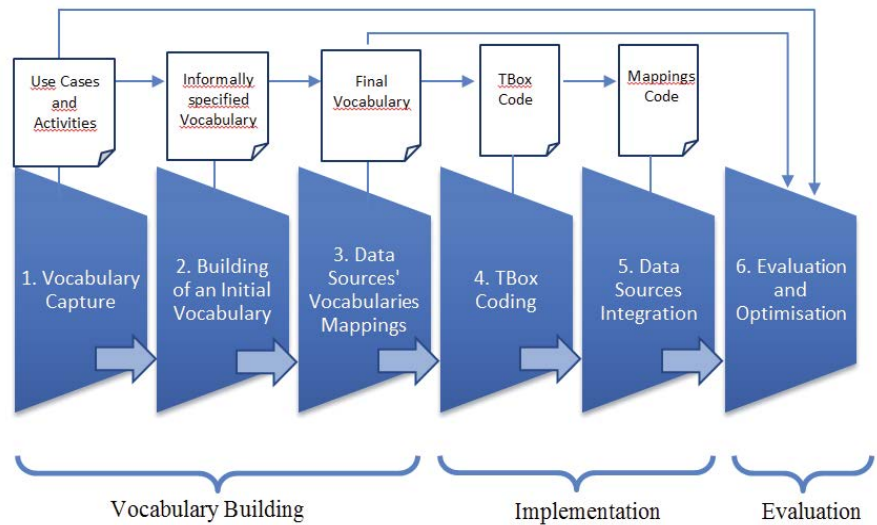 Use Cases
and
Activities
Informally
specified
Vocabulary
Final
Vocabulary
TBox
Code
Mappings
Code
1. Vocabulary
Capture
2. Building
of an Initial
Vocabulary
3. Data
Sources'
Vocabularies
Mappings
4. TBox
Coding
5. Data
Sources
Integration
6. Evaluation
and
Optimisation
Vocabulary Building
Implementation
Evaluation